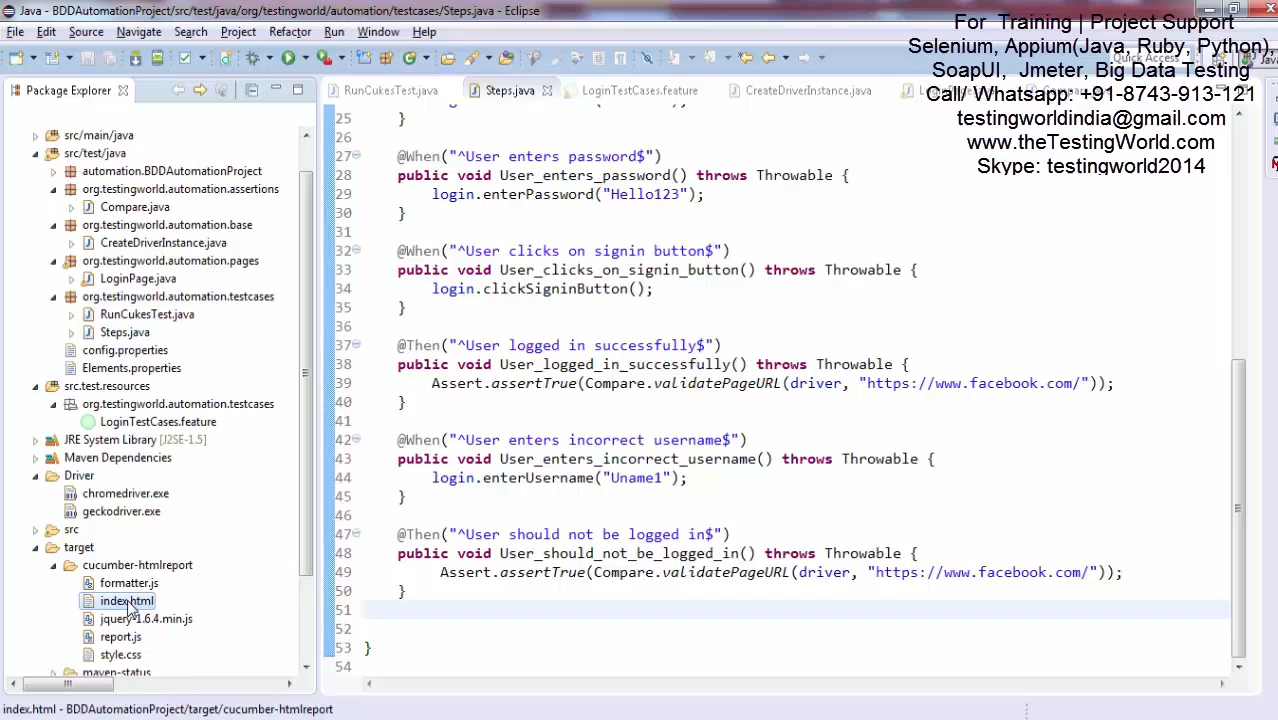 Java - BDDAutomationProject/src/test/java/org/testingworld/automation/testcases/Steps.java - Eclipse
File Edit Source Navigate Search Project Refactor Run Window Help
For Training | Project Support
Selenium, Appium(Java, Ruby, Python),
SoapUI, Jmeter, Big Data Testing
Call/ Whatsapp: +91-8743-913-121
testingworldindia@gmail.com
www.theTestingWorld.com
Skype: testingworld2014
Quick Access
Java
Package Explorer
RunCukesTest.java Steps.java LoginTestCases.feature CreateDriverInstance.java
src/main/java
src/test/java
automation.BDDAutomationProject
org.testingworld.automation.assertions
Compare.java
org.testingworld.automation.base
CreateDriverInstance.java
org.testingworld.automation.pages
LoginPage.java
org.testingworld.automation.testcases
RunCukesTest.java
Steps.java
config.properties
Elements.properties
src.test.resources
org.testingworld.automation.testcases
LoginTestCases.feature
JRE System Library [J2SE-1.5]
Maven Dependencies
Driver
chromedriver.exe
geckodriver.exe
src
target
cucumber-htmlreport
formatter.js
index.html
jquery-1.6.4.min.js
report.js
style.css
maven-status
25 }
26
27 @When("^User enters password$")
28 public void User_enters_password() throws Throwable {
29 login.enterPassword("Hello123");
30 }
31
32 @When("^User clicks on signin button$")
33 public void User_clicks_on_signin_button() throws Throwable {
34 login.clickSigninButton();
35 }
36
37 @Then("^User logged in successfully$")
38 public void User_logged_in_successfully() throws Throwable {
39 Assert.assertTrue(Compare.validatePageURL(driver, "https://www.facebook.com/"));
40 }
41
42 @When("^User enters incorrect username$")
43 public void User_enters_incorrect_username() throws Throwable {
44 login.enterUsername("Uname1");
45 }
46
47 @Then("^User should not be logged in$")
48 public void User_should_not_be_logged_in() throws Throwable {
49 Assert.assertTrue(Compare.validatePageURL(driver, "https://www.facebook.com/"));
50 }
51
52
53 }
54
index.html - BDDAutomationProject/target/cucumber-htmlreport